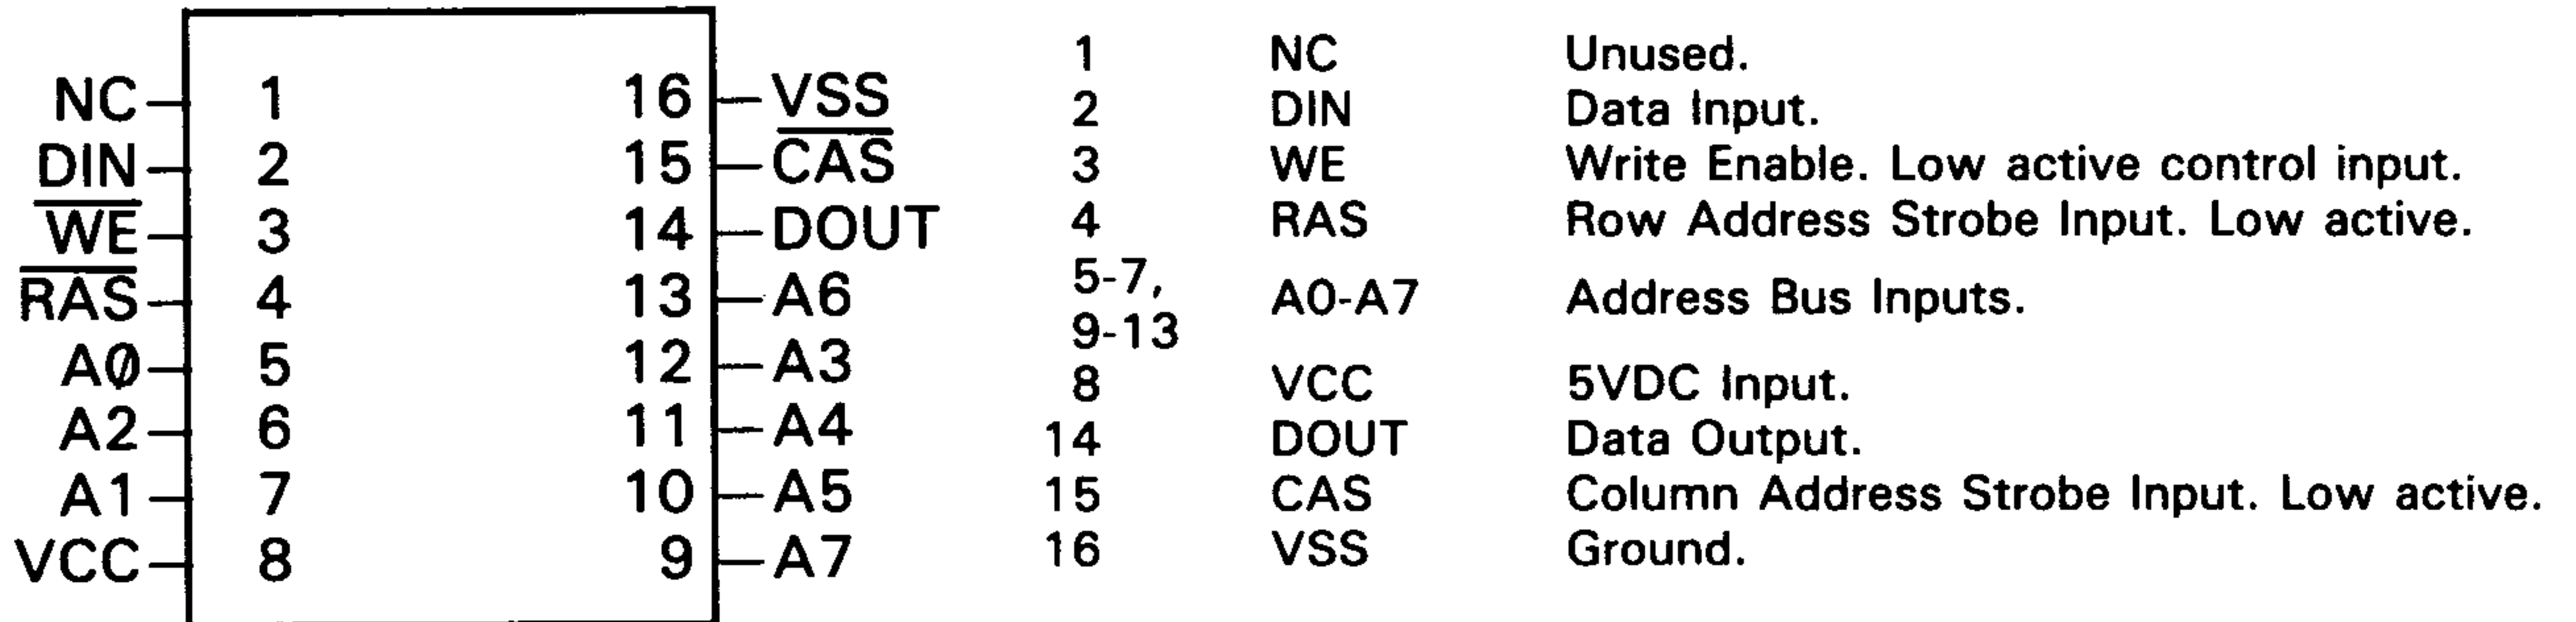 NC 1 16 VSS
DIN 2 15 C̅A̅S̅
W̅E̅ 3 14 DOUT
R̅A̅S̅ 4 13 A6
A0 5 12 A3
A2 6 11 A4
A1 7 10 A5
VCC 8 9 A7
1 NC Unused.
2 DIN Data Input.
3 WE Write Enable. Low active control input.
4 RAS Row Address Strobe Input. Low active.
5-7,
9-13 A0-A7 Address Bus Inputs.
8 VCC 5VDC Input.
14 DOUT Data Output.
15 CAS Column Address Strobe Input. Low active.
16 VSS Ground.